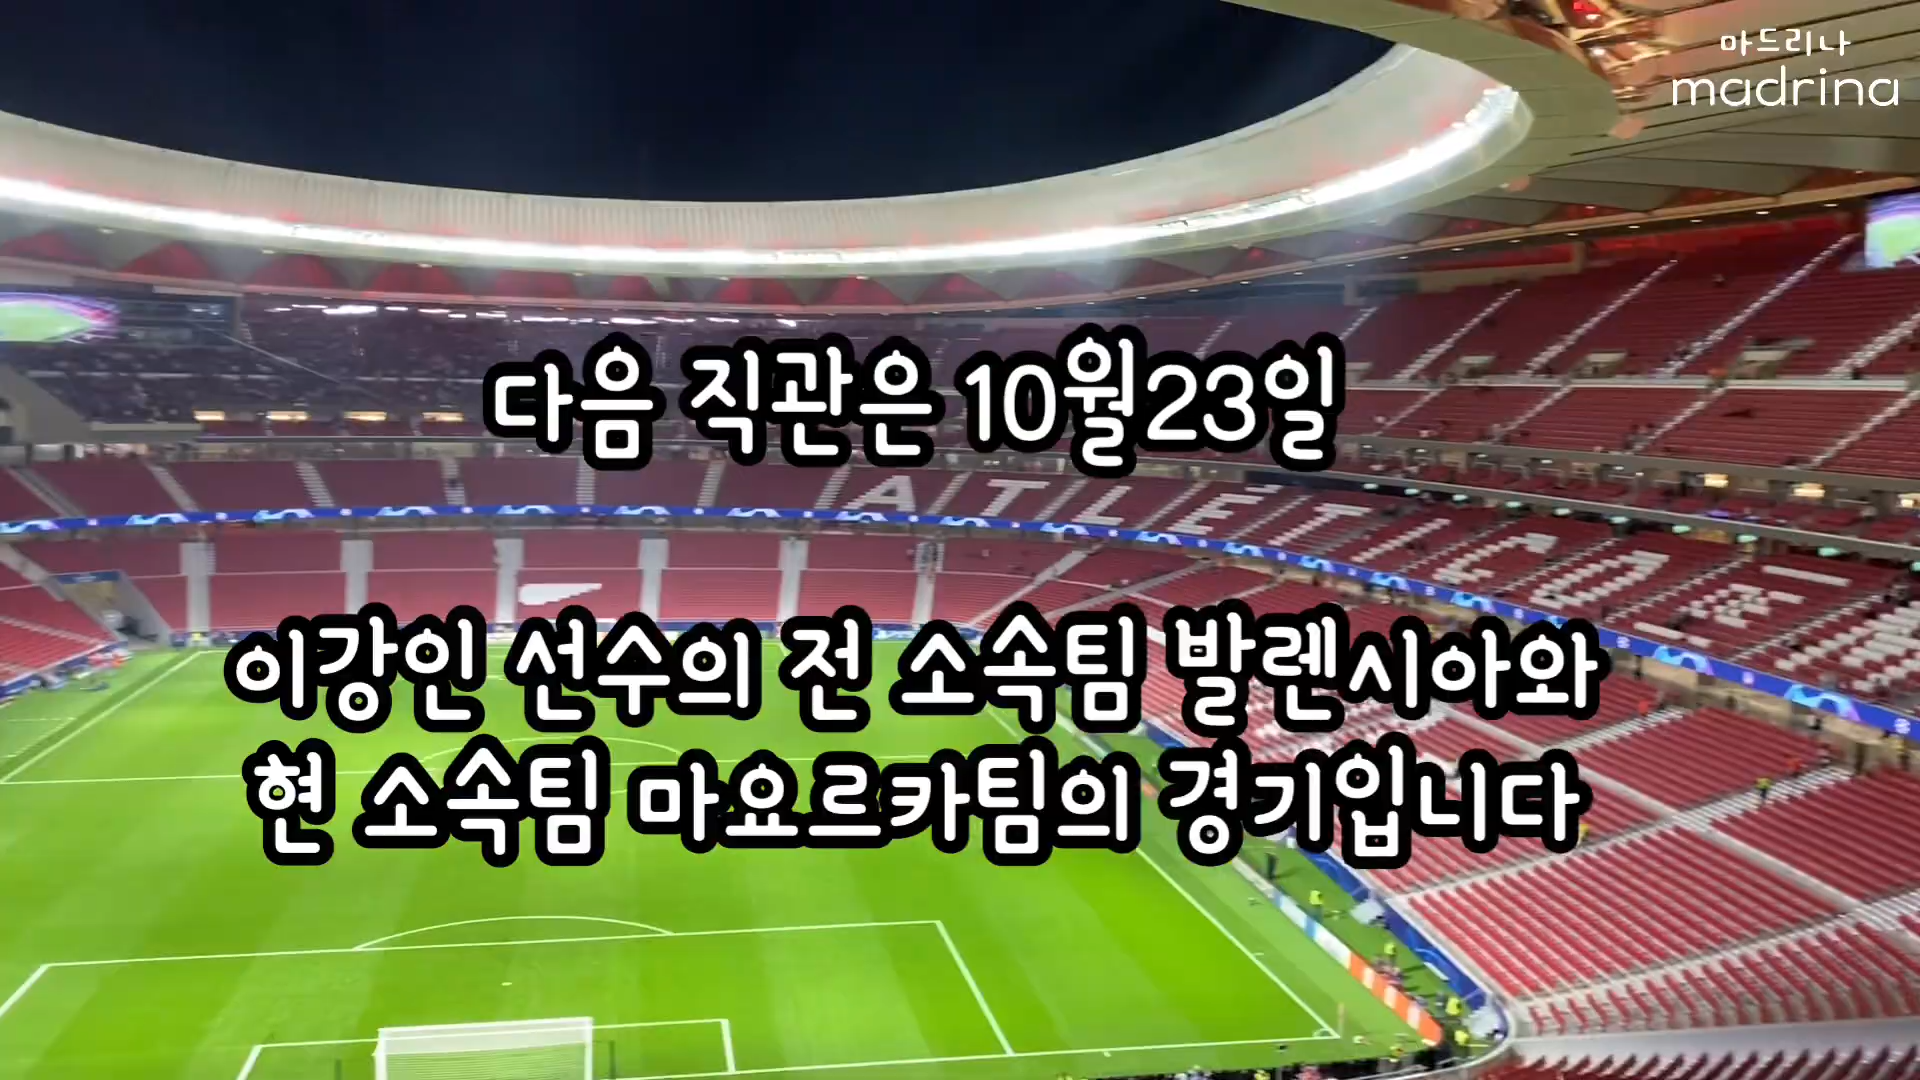 마드리나
madrina
다음 직관은 10월23일
ATLÉTICO DE
이강인 선수의 전 소속팀 발렌시아와
현 소속팀 마요르카팀의 경기입니다